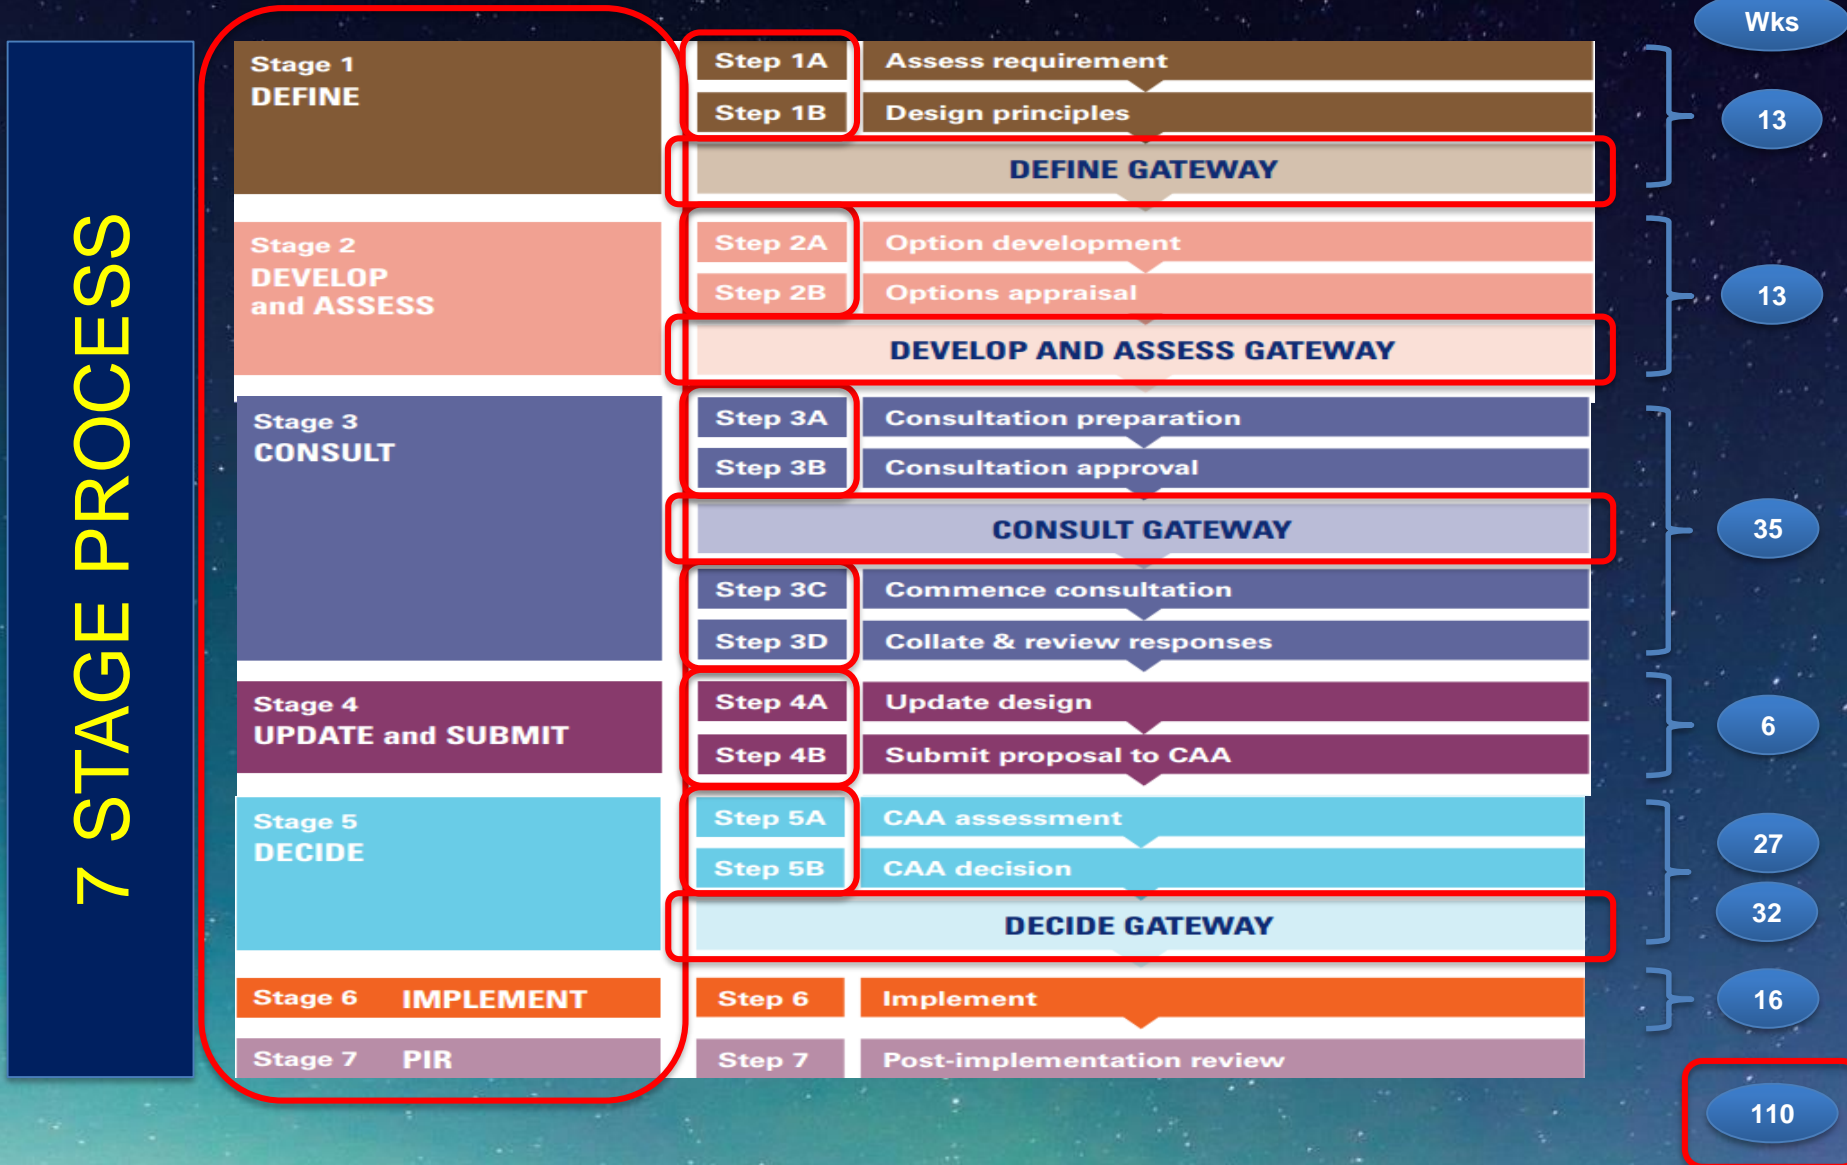 Wks
7 STAGE PROCESS
Stage 1
DEFINE
Step 1A Assess requirement
Step 1B Design principles
DEFINE GATEWAY
13
Stage 2
DEVELOP
and ASSESS
Step 2A Option development
Step 2B Options appraisal
DEVELOP AND ASSESS GATEWAY
13
Stage 3
CONSULT
Step 3A Consultation preparation
Step 3B Consultation approval
CONSULT GATEWAY
Step 3C Commence consultation
Step 3D Collate & review responses
35
Stage 4
UPDATE and SUBMIT
Step 4A Update design
Step 4B Submit proposal to CAA
6
Stage 5
DECIDE
Step 5A CAA assessment
Step 5B CAA decision
DECIDE GATEWAY
27
32
Stage 6 IMPLEMENT Step 6 Implement
16
Stage 7 PIR Step 7 Post-implementation review
110